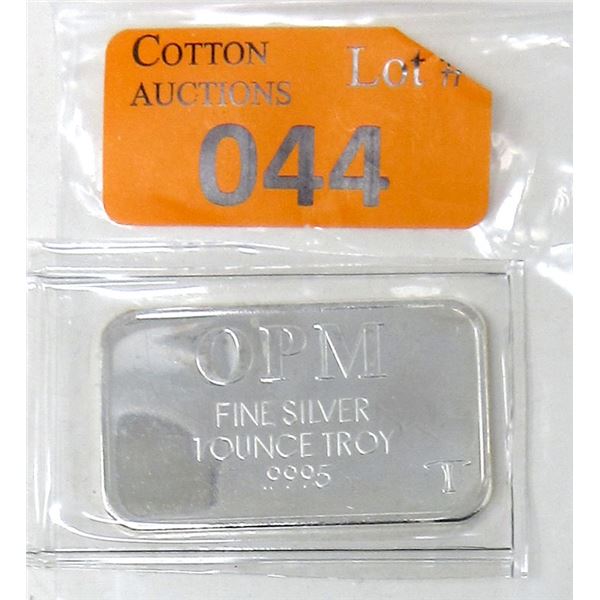 COTTON
AUCTIONS
Lot #
044
OPM
FINE SILVER
1 OUNCE TROY
.9995
T